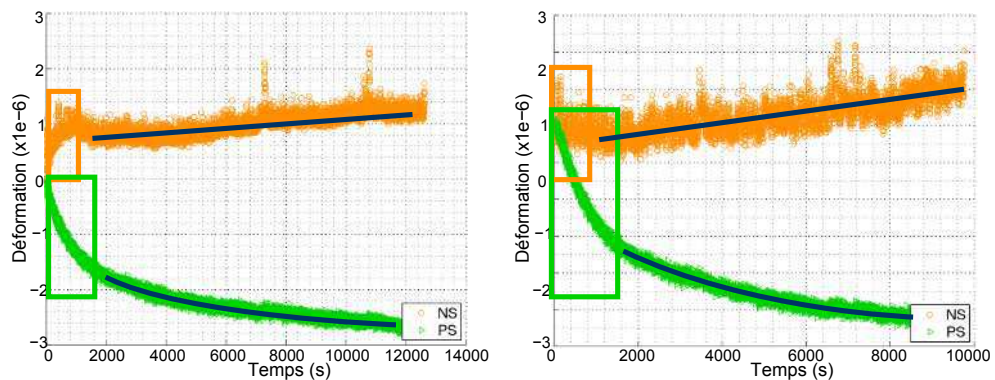 3
2
1
0
−1
−2
−3
Déformation (x1e−6)
0 2000 4000 6000 8000 10000 12000 14000
Temps (s)
NS
PS
3
2
1
0
−1
−2
−3
Déformation (x1e−6)
0 2000 4000 6000 8000 10000
Temps (s)
NS
PS